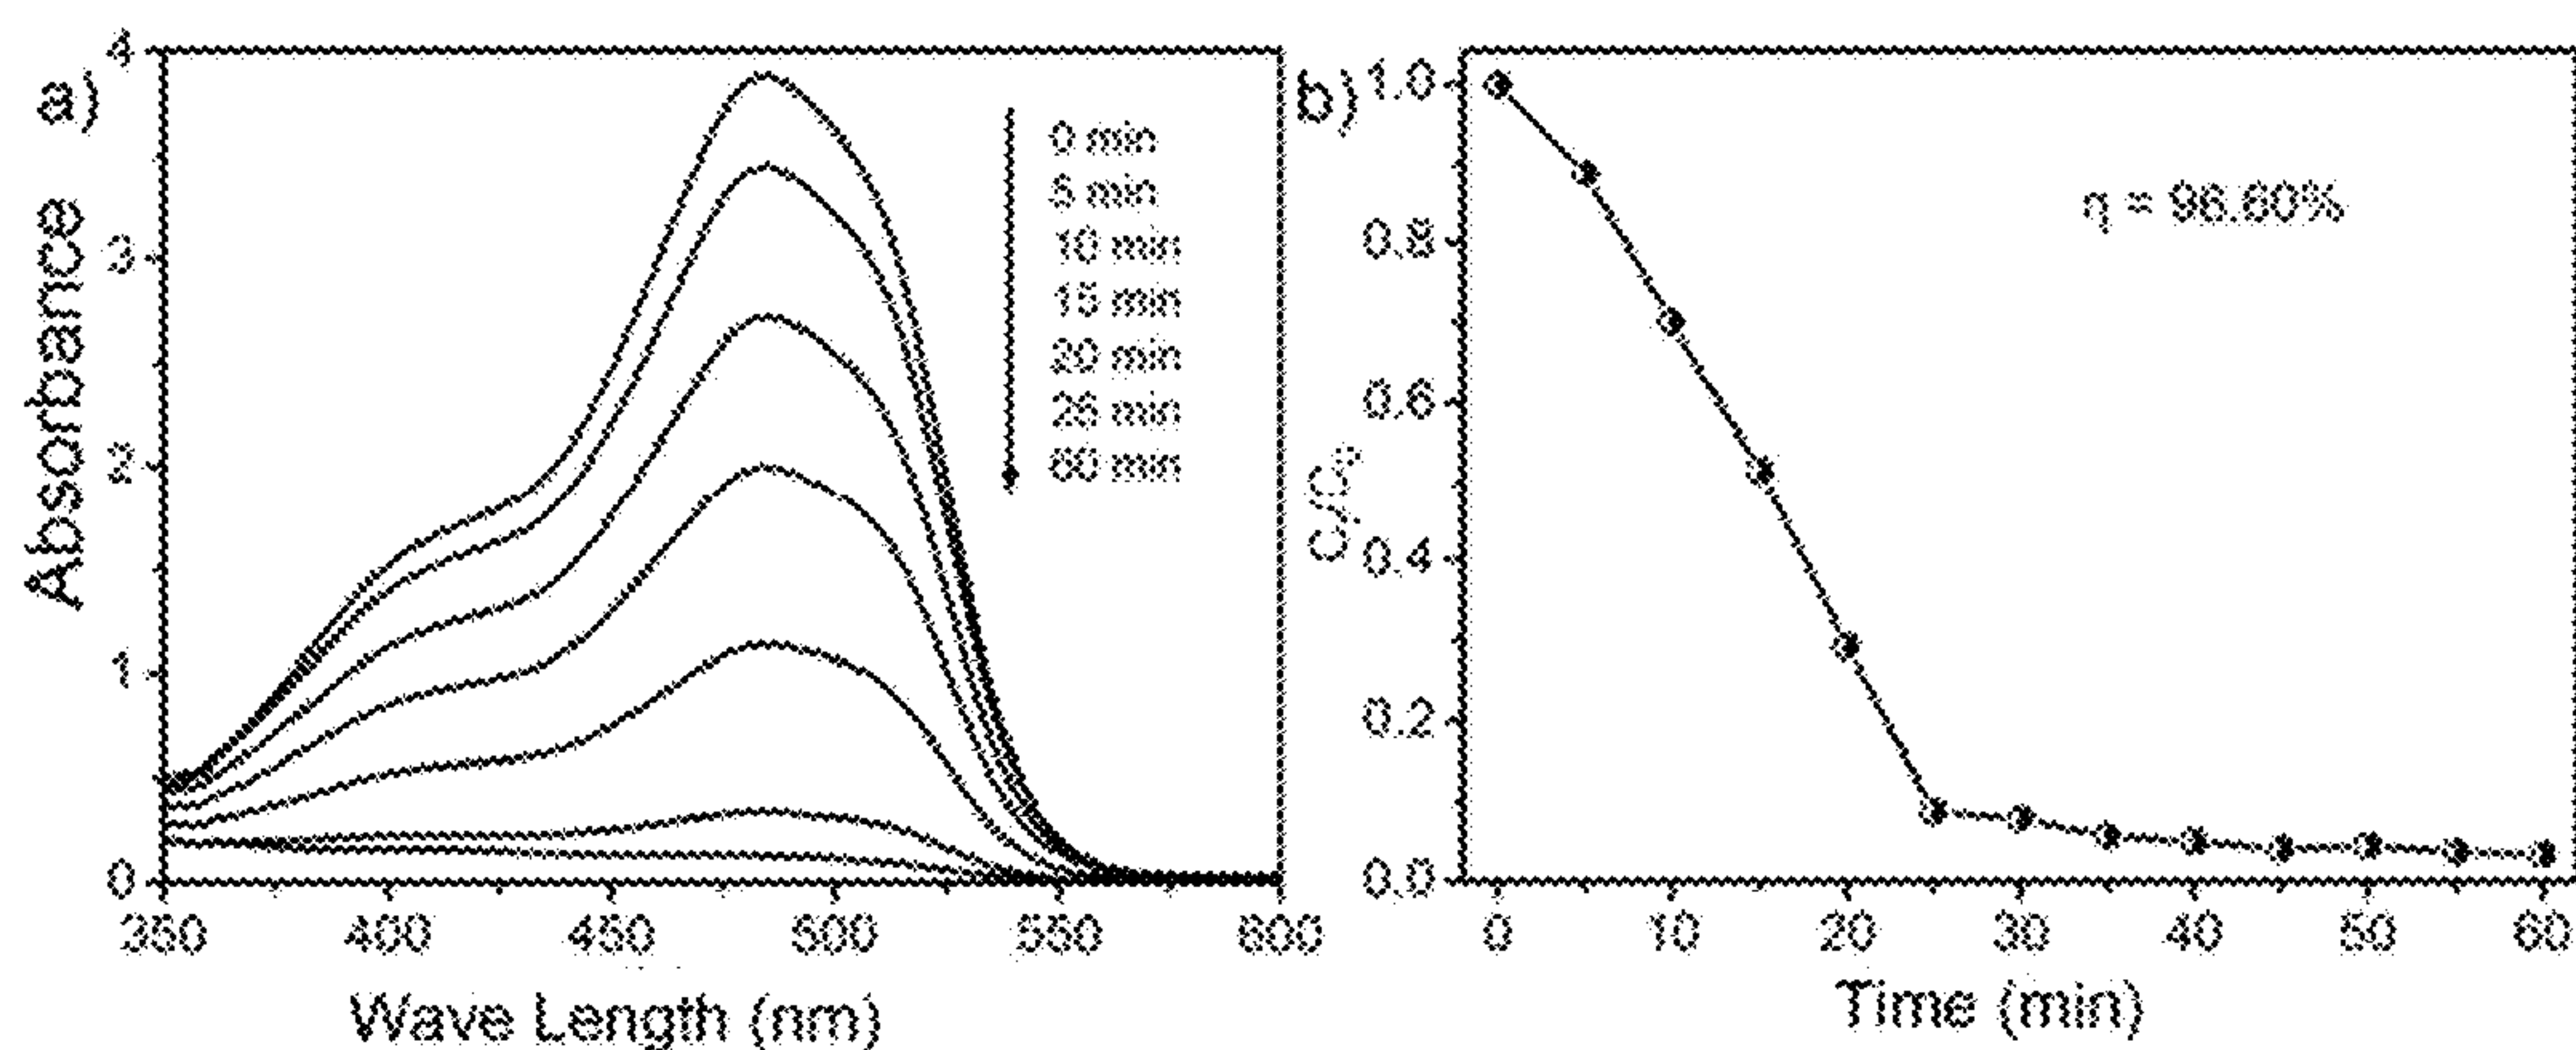 a)
Absorbance
4
3
2
1
0
350 400 450 500 550 600
Wave Length (nm)
0 min
5 min
10 min
15 min
20 min
25 min
60 min
b)
C/C₀
1.0
0.8
0.6
0.4
0.2
0.0
0 10 20 30 40 50 60
Time (min)
η = 96.60%